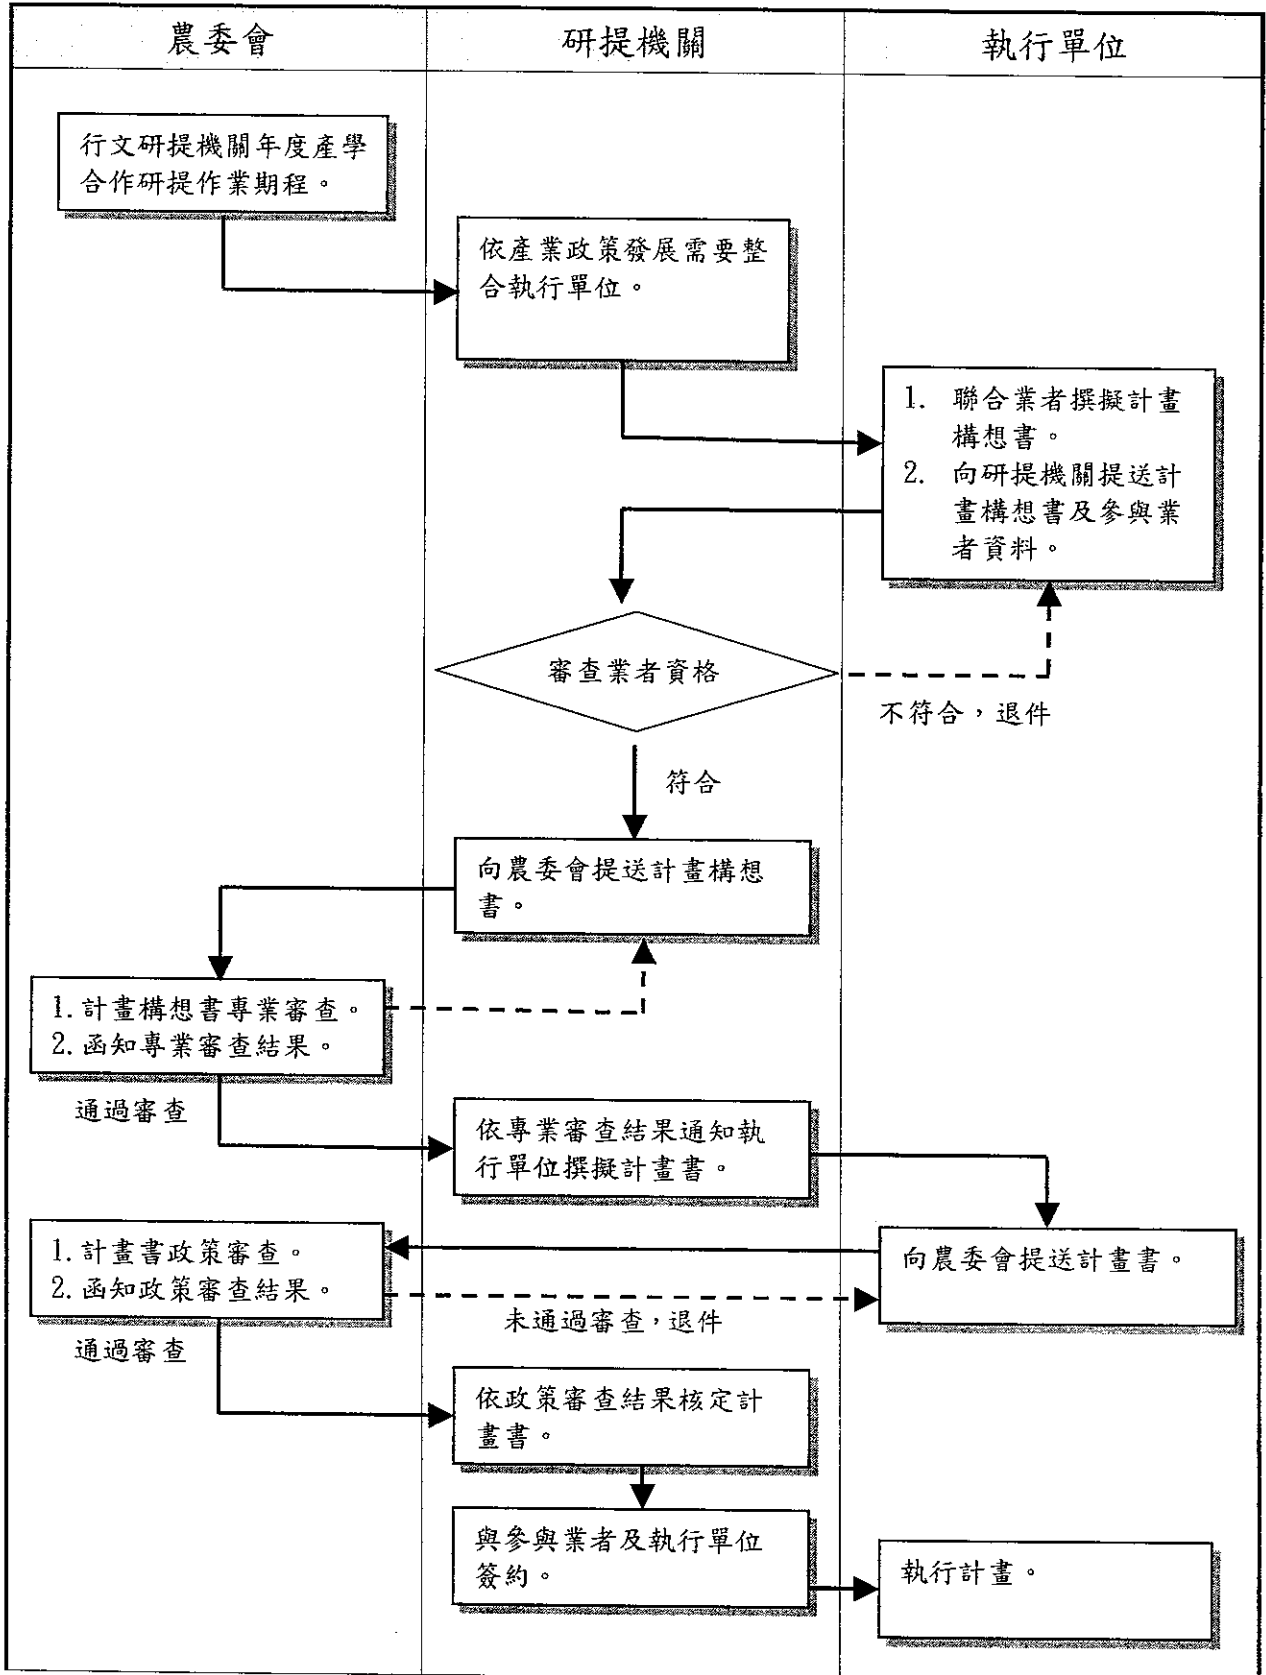 農委會
研提機關
執行單位
行文研提機關年度產學
合作研提作業期程。
依產業政策發展需要整
合執行單位。
1. 聯合業者撰擬計畫
構想書。
2. 向研提機關提送計
畫構想書及參與業
者資料。
審查業者資格
不符合，退件
符合
向農委會提送計畫構想
書。
1.計畫構想書專業審查。
2.函知專業審查結果。
通過審查
依專業審查結果通知執
行單位撰擬計畫書。
1.計畫書政策審查。
2.函知政策審查結果。
向農委會提送計畫書。
未通過審查，退件
通過審查
依政策審查結果核定計
畫書。
與參與業者及執行單位
簽約。
執行計畫。